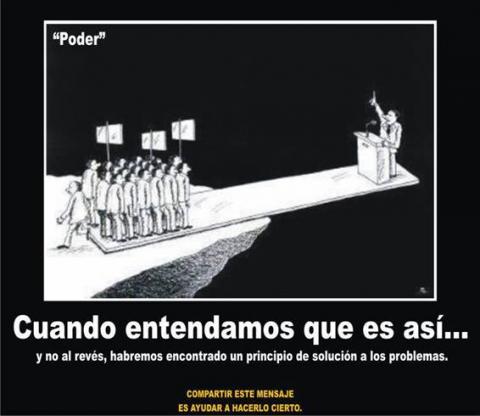 “Poder”
Cuando entendamos que es así...
y no al revés, habremos encontrado un principio de solución a los problemas.
COMPARTIR ESTE MENSAJE
ES AYUDAR A HACERLO CIERTO.